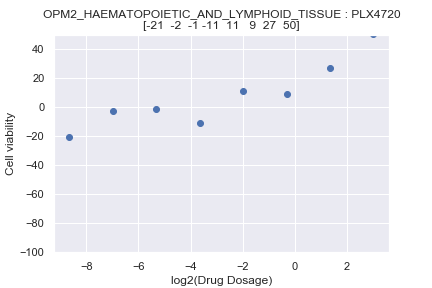 OPM2_HAEMATOPOIETIC_AND_LYMPHOID_TISSUE : PLX4720
[-21 -2 -1 -11 11 9 27 50]
40
20
0
−20
−40
−60
−80
−100
Cell viability
−8 −6 −4 −2 0 2
log2(Drug Dosage)